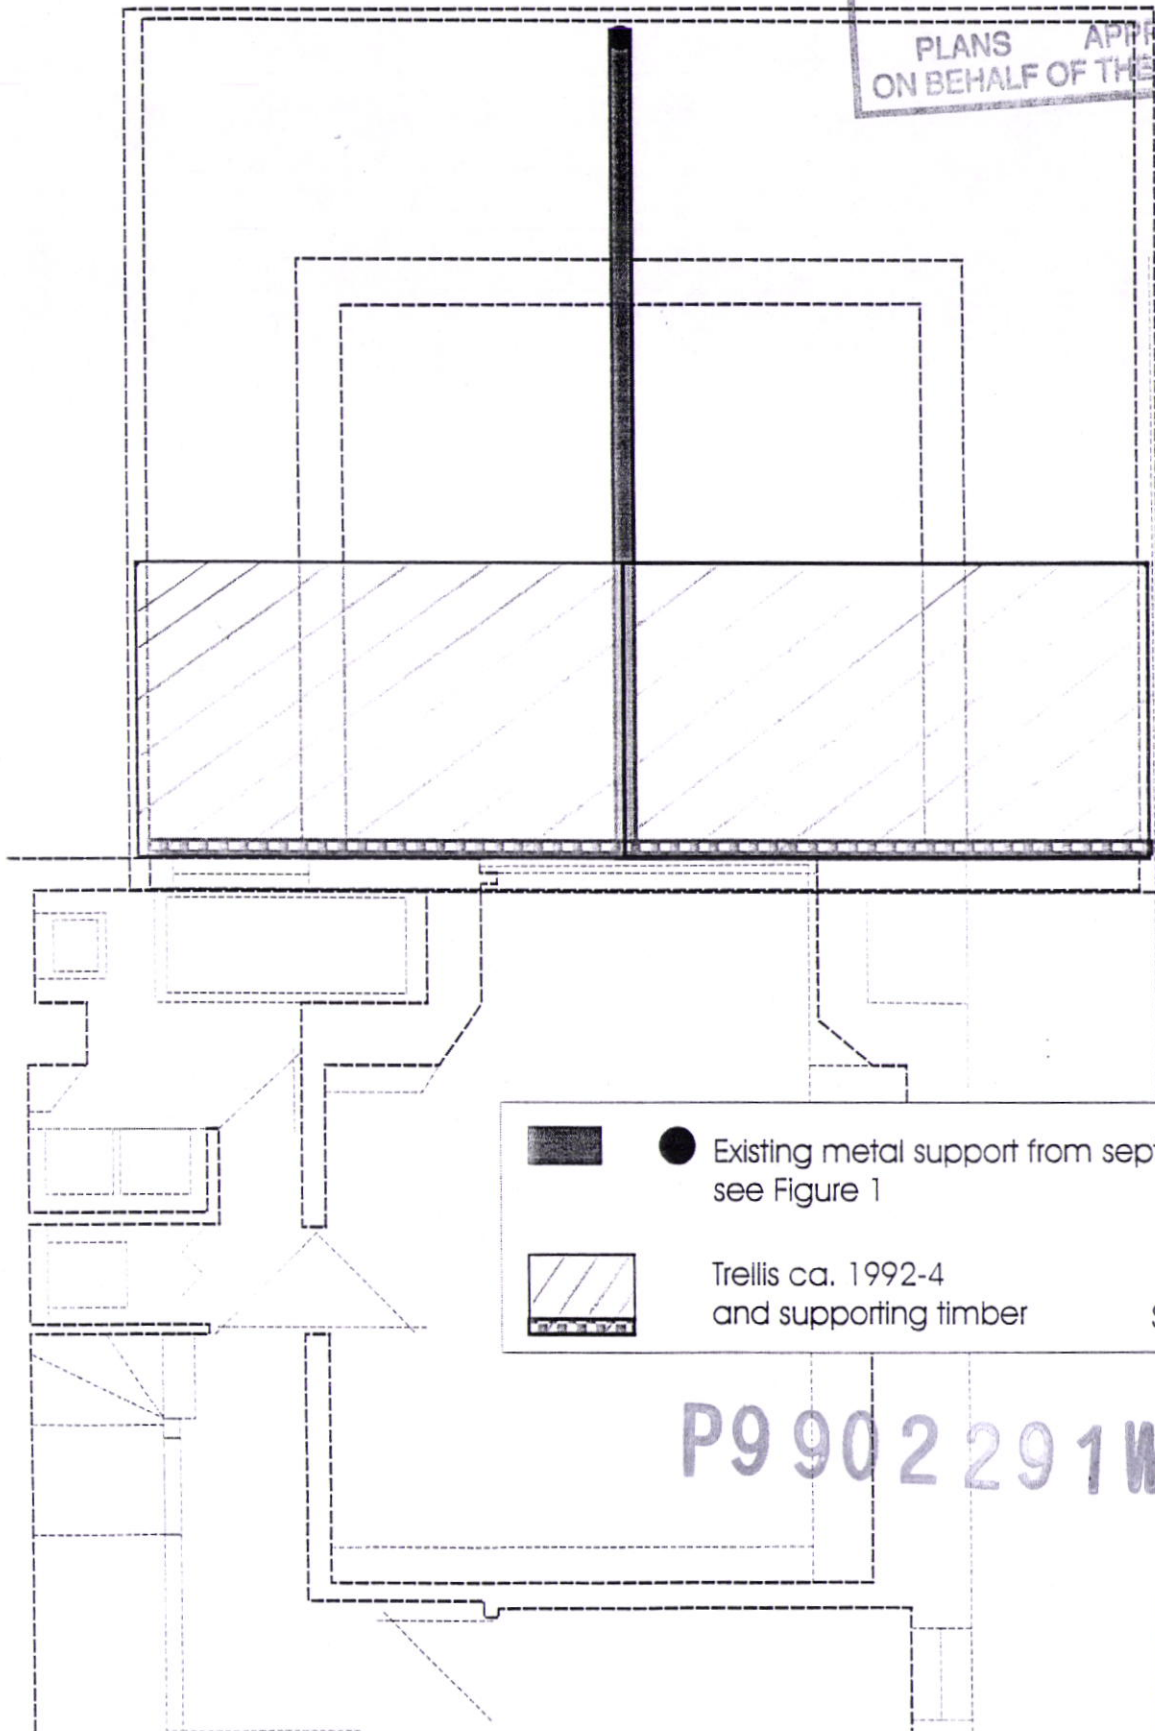 PLANS
ON BEHALF OF THE
Existing metal support from
see Figure 1
Trellis ca. 1992-4
and supporting timber
P9902291W